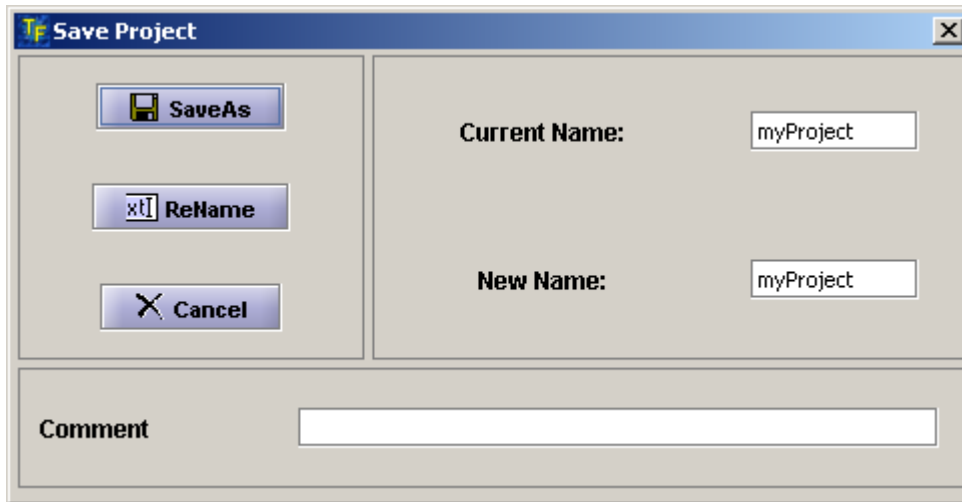 TF Save Project
SaveAs
Current Name: myProject
xtI ReName
New Name: myProject
Cancel
Comment